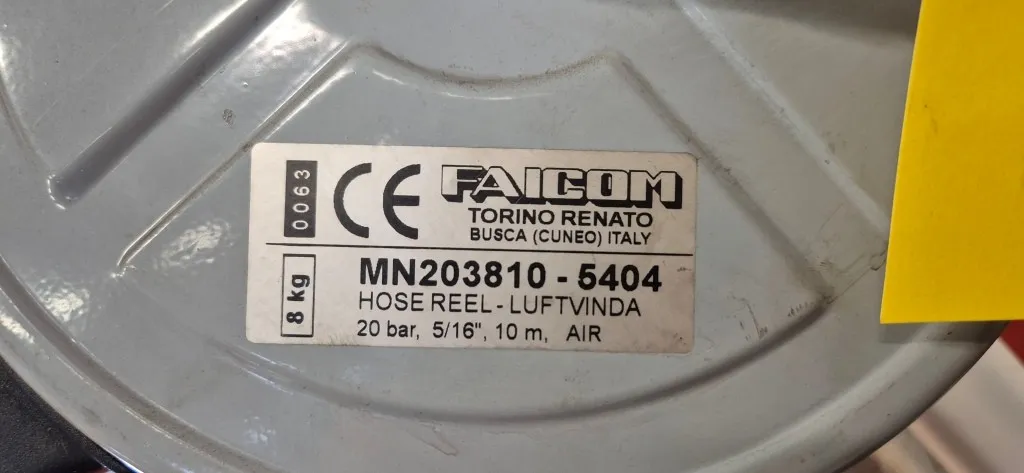 0063
CE
FAICOM
TORINO RENATO
BUSCA (CUNEO) ITALY
8 kg
MN203810 - 5404
HOSE REEL - LUFTVINDA
20 bar, 5/16", 10 m, AIR